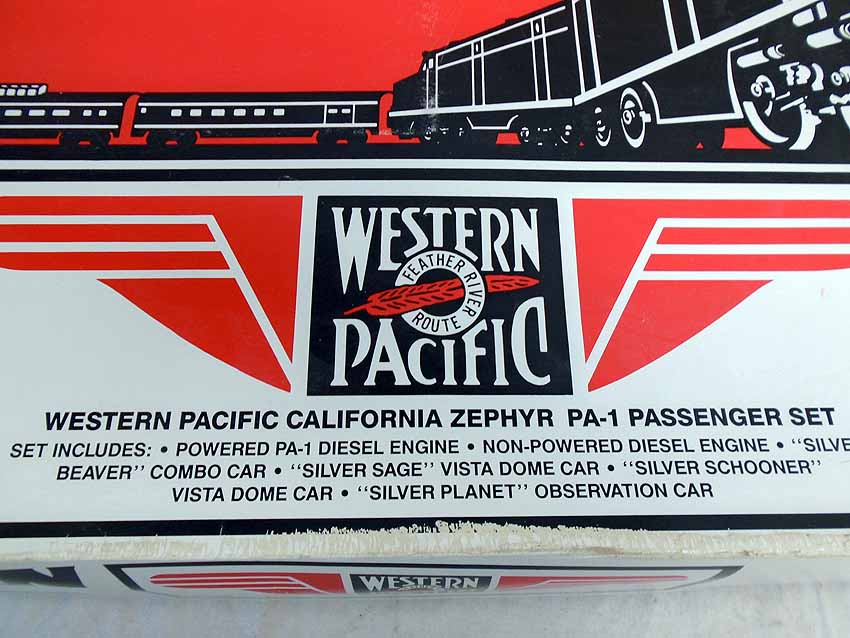 WESTERN
FEATHER RIVER
ROUTE
PACIFIC
WESTERN PACIFIC CALIFORNIA ZEPHYR PA-1 PASSENGER SET
SET INCLUDES: • POWERED PA-1 DIESEL ENGINE • NON-POWERED DIESEL ENGINE • "SILVE
BEAVER" COMBO CAR • "SILVER SAGE" VISTA DOME CAR • "SILVER SCHOONER"
VISTA DOME CAR • "SILVER PLANET" OBSERVATION CAR
WESTERN